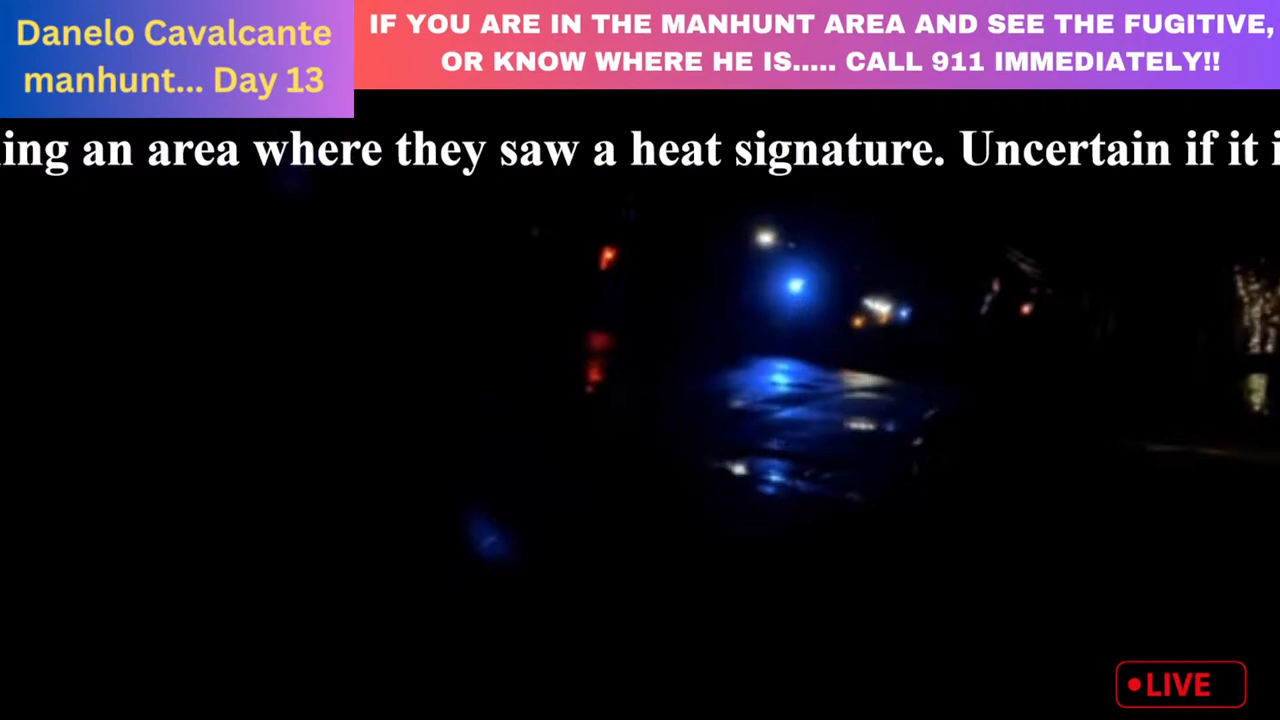 Danelo Cavalcante
manhunt... Day 13
IF YOU ARE IN THE MANHUNT AREA AND SEE THE FUGITIVE,
OR KNOW WHERE HE IS..... CALL 911 IMMEDIATELY!!
ing an area where they saw a heat signature. Uncertain if it i
LIVE